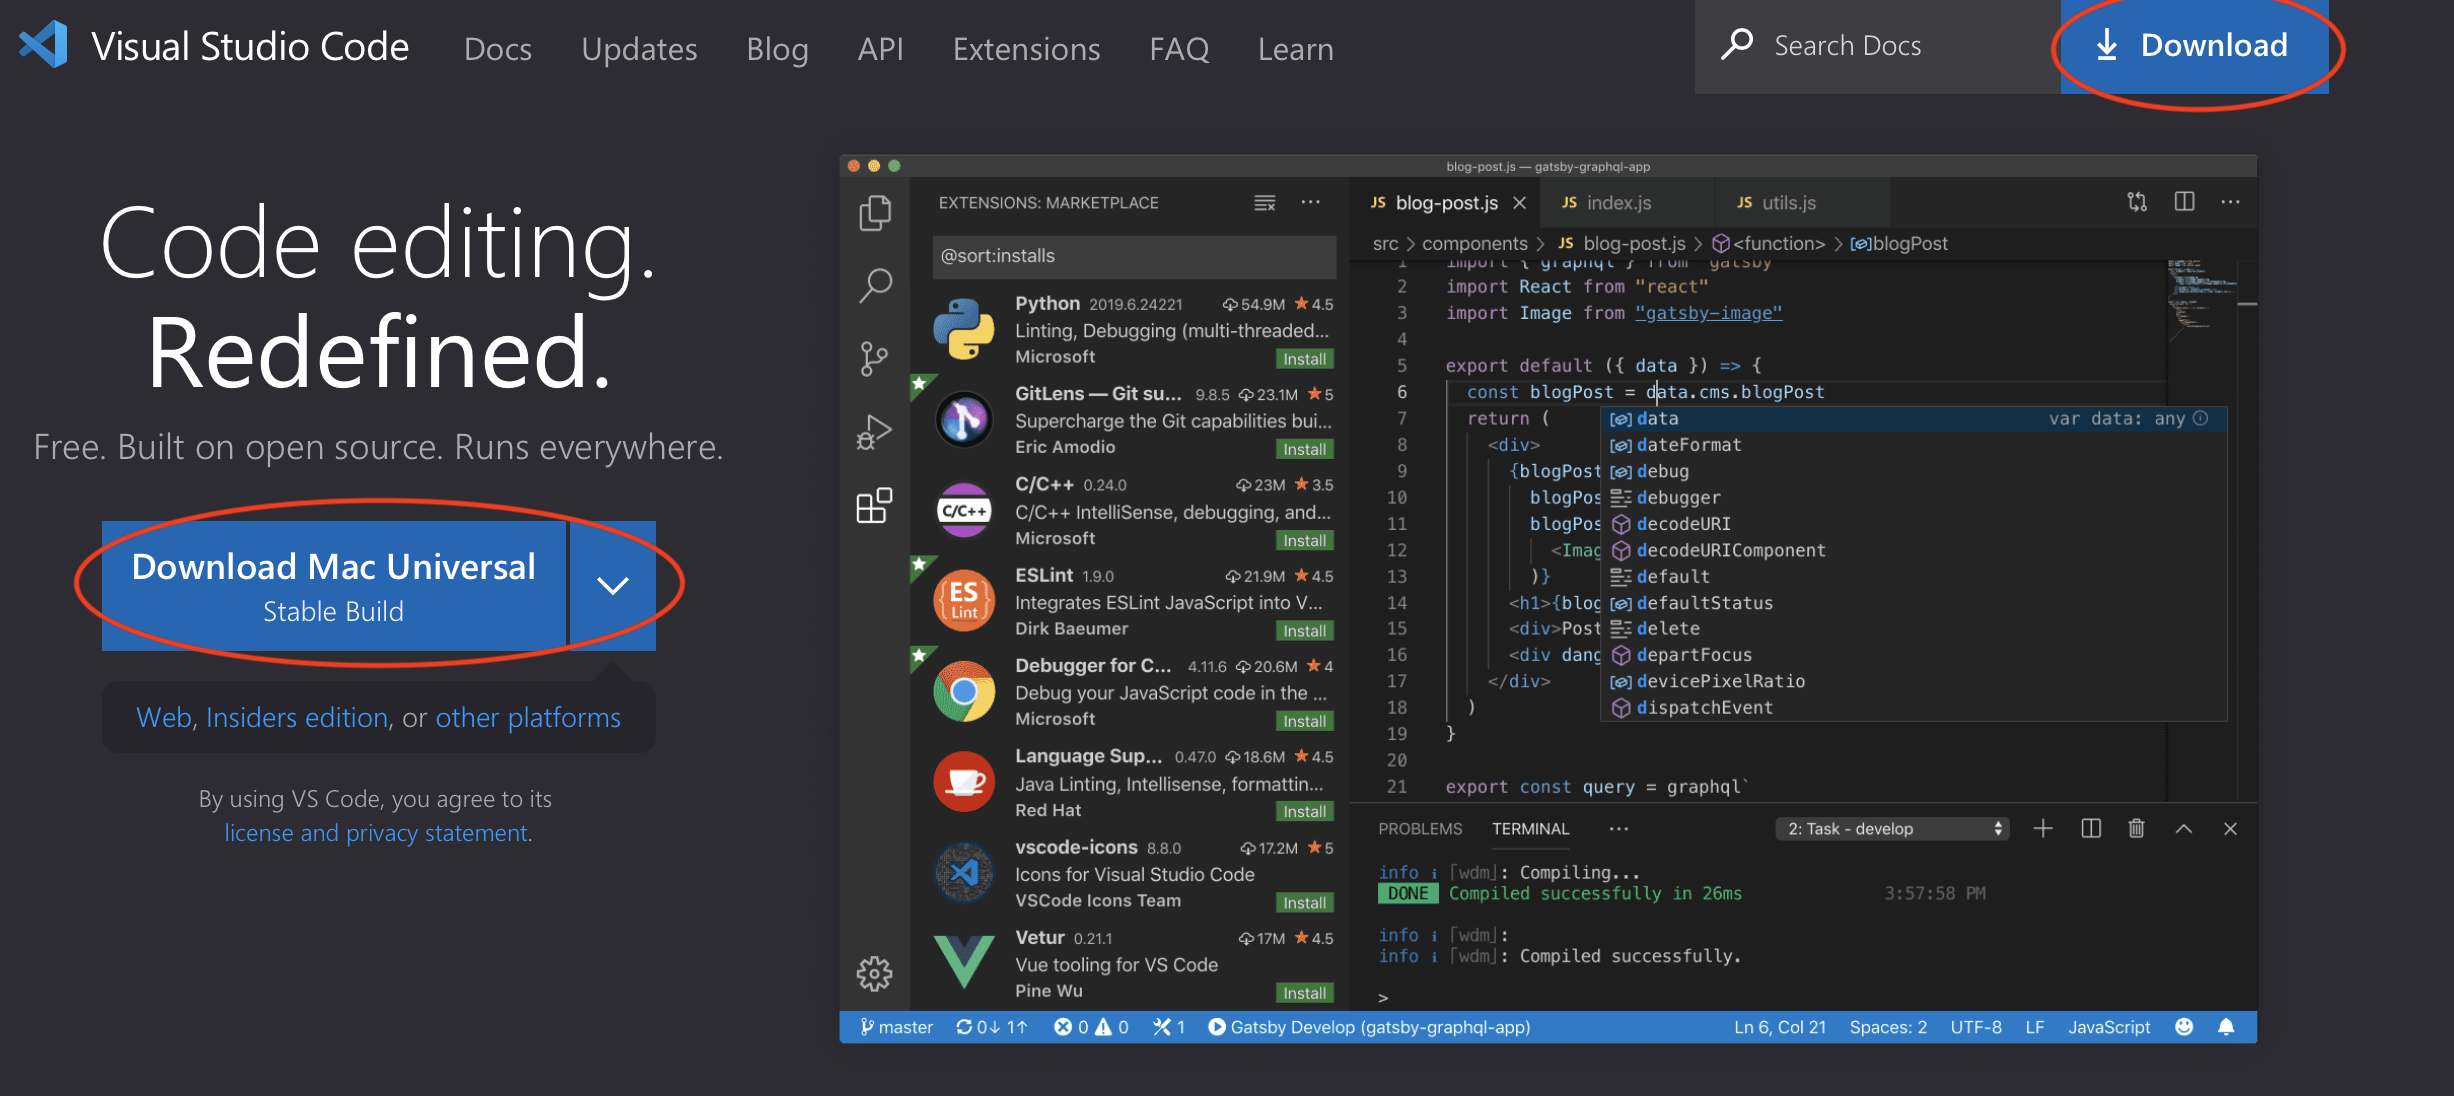 Visual Studio Code Docs Updates Blog API Extensions FAQ Learn Search Docs Download
Code editing.
Redefined.
Free. Built on open source. Runs everywhere.
Download Mac Universal
Stable Build
Web, Insiders edition, or other platforms
By using VS Code, you agree to its
license and privacy statement.
blog-post.js — gatsby-graphql-app
EXTENSIONS: MARKETPLACE
@sort:installs
Python 2019.6.24221 54.9M 4.5
Linting, Debugging (multi-threaded...
Microsoft Install
GitLens — Git su... 9.8.5 23.1M 5
Supercharge the Git capabilities bui...
Eric Amodio Install
C/C++
C/C++ 0.24.0 23M 3.5
C/C++ IntelliSense, debugging, and...
Microsoft Install
ES
Lint
ESLint 1.9.0 21.9M 4.5
Integrates ESLint JavaScript into V...
Dirk Baeumer Install
Debugger for C... 4.11.6 20.6M 4
Debug your JavaScript code in the ...
Microsoft Install
Language Sup... 0.47.0 18.6M 4.5
Java Linting, Intellisense, formattin...
Red Hat Install
vscode-icons 8.8.0 17.2M 5
Icons for Visual Studio Code
VSCode Icons Team Install
Vetur 0.21.1 17M 4.5
Vue tooling for VS Code
Pine Wu Install
JS blog-post.js JS index.js JS utils.js
src > components > JS blog-post.js > <function> > blogPost
1 import { graphql } from "gatsby"
2 import React from "react"
3 import Image from "gatsby-image"
4
5 export default ({ data }) => {
6 const blogPost = data.cms.blogPost
7 return (
8 <div>
9 {blogPost
10 blogPos
11 blogPos
12 <Imag
13 )}
14 <h1>{blog
15 <div>Post
16 <div dang
17 </div>
18 )
19 }
20
21 export const query = graphql`
data var data: any
dateFormat
debug
debugger
decodeURI
decodeURIComponent
default
defaultStatus
delete
departFocus
devicePixelRatio
dispatchEvent
PROBLEMS TERMINAL ... 2: Task - develop
info i ｢wdm｣: Compiling...
DONE Compiled successfully in 26ms 3:57:58 PM
info i ｢wdm｣:
info i ｢wdm｣: Compiled successfully.
>
master 0↓ 1↑ 0 0 1 Gatsby Develop (gatsby-graphql-app) Ln 6, Col 21 Spaces: 2 UTF-8 LF JavaScript